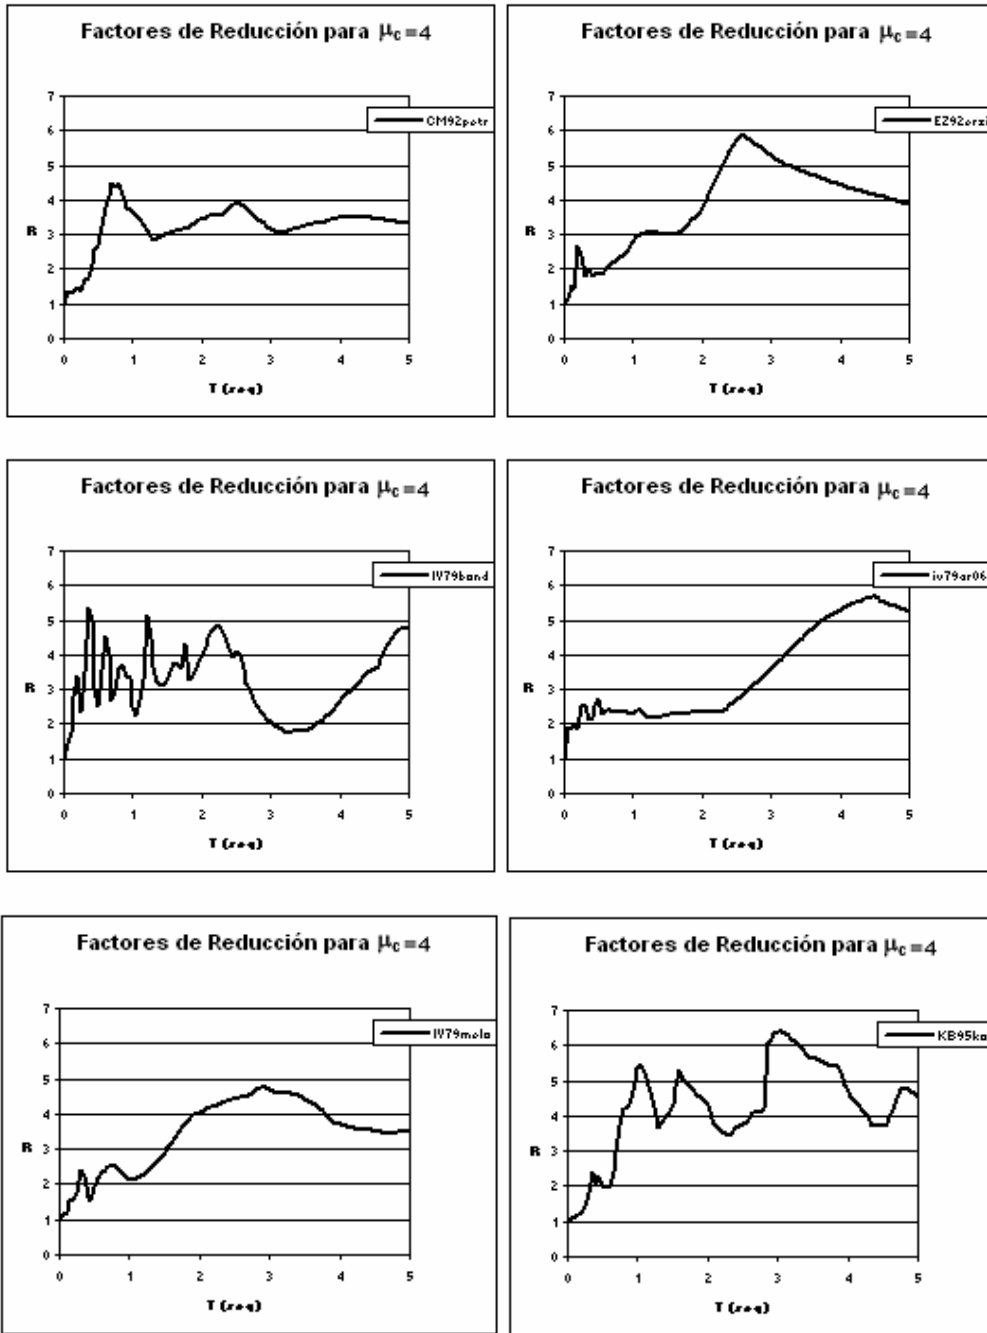 Factores de Reducción para μc=4
7
6
5
4
3
2
1
0
R
0 1 2 3 4 5
T (seg)
CM92petr
Factores de Reducción para μc=4
7
6
5
4
3
2
1
0
R
0 1 2 3 4 5
T (seg)
EZ92erzi
Factores de Reducción para μc=4
7
6
5
4
3
2
1
0
R
0 1 2 3 4 5
T (seg)
IV79bond
Factores de Reducción para μc=4
7
6
5
4
3
2
1
0
R
0 1 2 3 4 5
T (seg)
iv79ar06
Factores de Reducción para μc=4
7
6
5
4
3
2
1
0
R
0 1 2 3 4 5
T (seg)
IV79melo
Factores de Reducción para μc=4
7
6
5
4
3
2
1
0
R
0 1 2 3 4 5
T (seg)